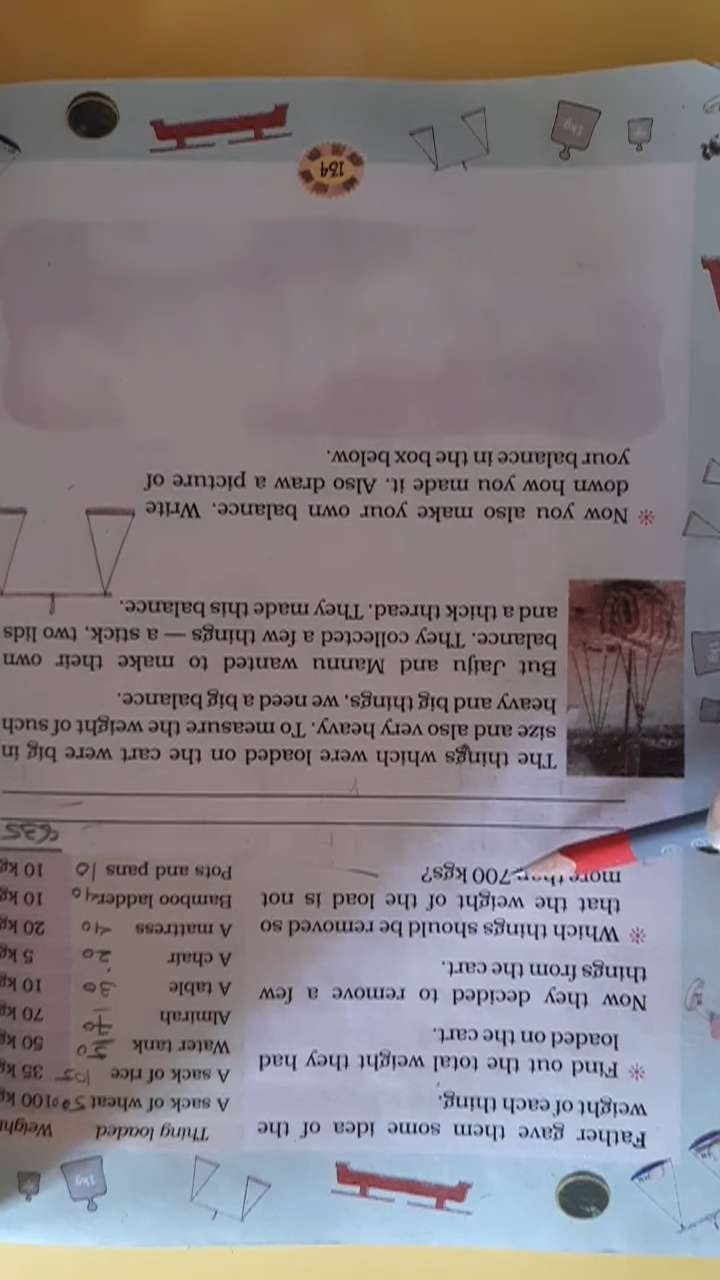 Father gave them some idea of the
weight of each thing.
* Find out the total weight they had
loaded on the cart.
Now they decided to remove a few
things from the cart.
* Which things should be removed so
that the weight of the load is not
more than 700 kgs?
Thing loaded Weight
A sack of wheat 100 kg
A sack of rice 35 kg
Water tank 50 kg
Almirah 70 kg
A table 10 kg
A chair 20 5 kg
A mattress 40 20 kg
Bamboo ladder 10 kg
Pots and pans 10 10 kg
635
The things which were loaded on the cart were big in
size and also very heavy. To measure the weight of such
heavy and big things, we need a big balance.
But Jaiju and Mannu wanted to make their own
balance. They collected a few things — a stick, two lids
and a thick thread. They made this balance.
* Now you also make your own balance. Write
down how you made it. Also draw a picture of
your balance in the box below.
134
1kg
1kg